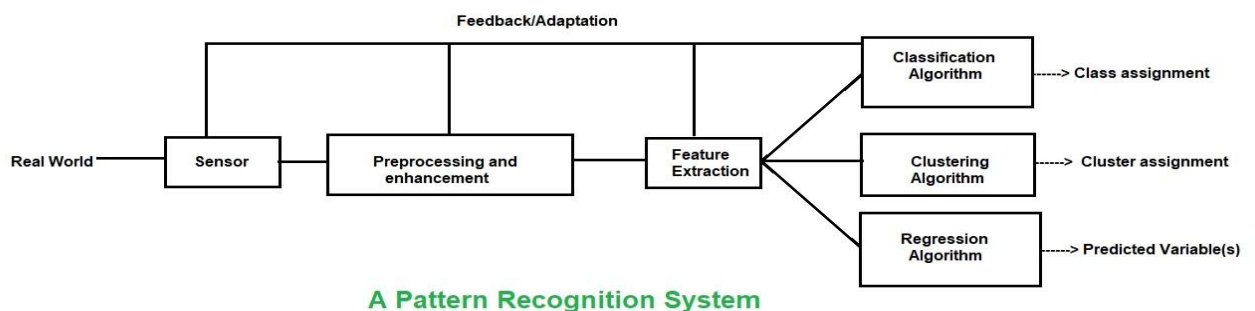 Feedback/Adaptation
Classification
Algorithm
-----> Class assignment
Real World
Sensor
Preprocessing and
enhancement
Feature
Extraction
Clustering
Algorithm
-----> Cluster assignment
Regression
Algorithm
-----> Predicted Variable(s)
A Pattern Recognition System